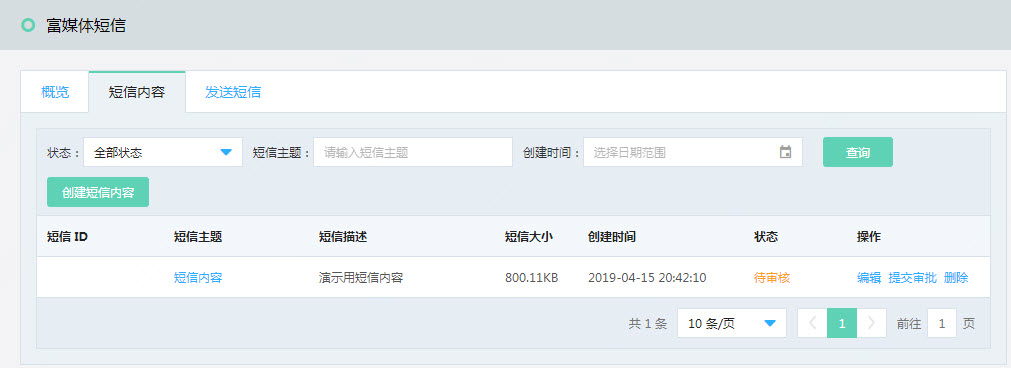 富媒体短信
概览 短信内容 发送短信
状态： 全部状态 短信主题： 请输入短信主题 创建时间： 选择日期范围 查询
创建短信内容
短信 ID 短信主题 短信描述 短信大小 创建时间 状态 操作
短信内容 演示用短信内容 800.11KB 2019-04-15 20:42:10 待审核 编辑 提交审批 删除
共 1 条 10 条/页 1 前往 1 页